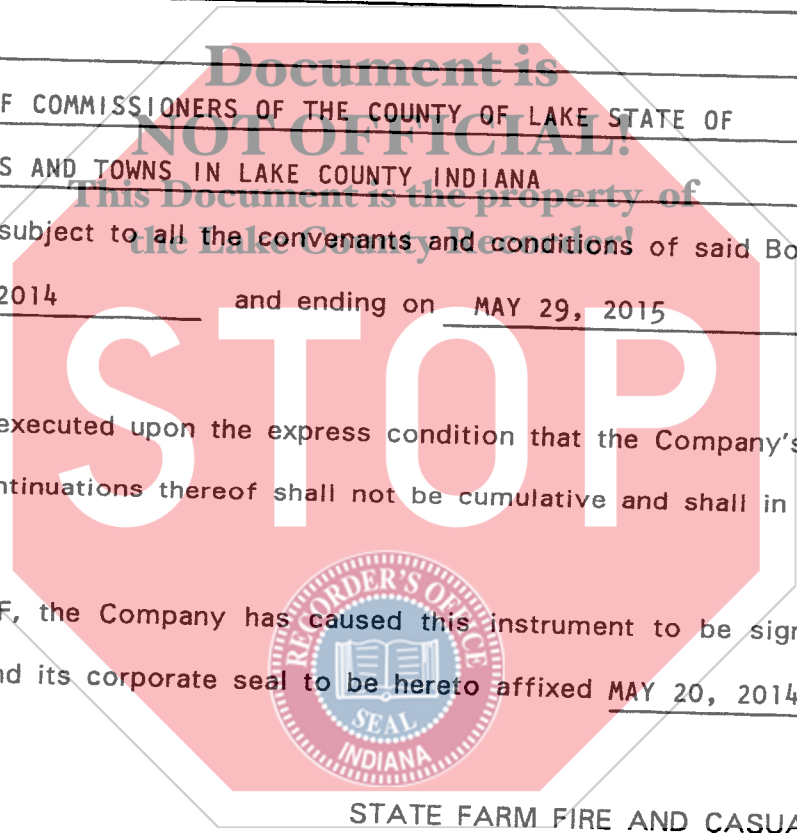 Document is
F COMMISSIONERS OF THE COUNTY OF LAKE STATE OF
NOT OFFICIAL!
S AND TOWNS IN LAKE COUNTY INDIANA
This Document is the property of
the Lake County Recorder!
subject to all the convenants and conditions of said Bo
2014 and ending on MAY 29, 2015
STOP
executed upon the express condition that the Company's
ntinuations thereof shall not be cumulative and shall in
RECORDER'S OFFICE
F, the Company has caused this instrument to be sign
nd its corporate seal to be hereto affixed MAY 20, 2014
SEAL
INDIANA
STATE FARM FIRE AND CASUA